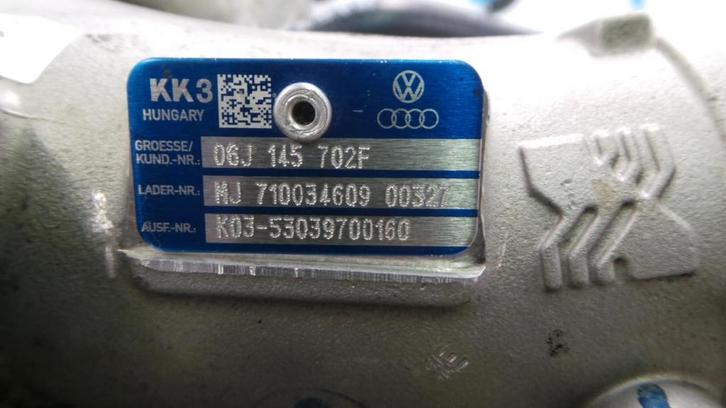 KK3
HUNGARY
GROESSE/
KUND.-NR.: 06J 145 702F
LADER-NR.: MJ 710034609 00327
AUSF.-NR.: K03-53039700160